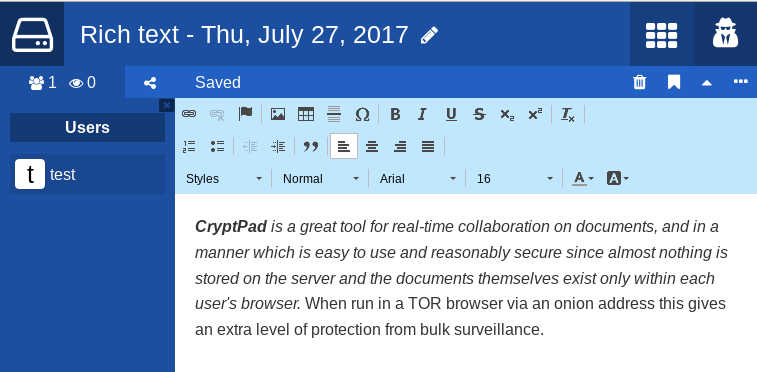 Rich text - Thu, July 27, 2017
1 0 Saved
Users
t test
Styles Normal Arial 16
CryptPad is a great tool for real-time collaboration on documents, and in a
manner which is easy to use and reasonably secure since almost nothing is
stored on the server and the documents themselves exist only within each
user's browser. When run in a TOR browser via an onion address this gives
an extra level of protection from bulk surveillance.